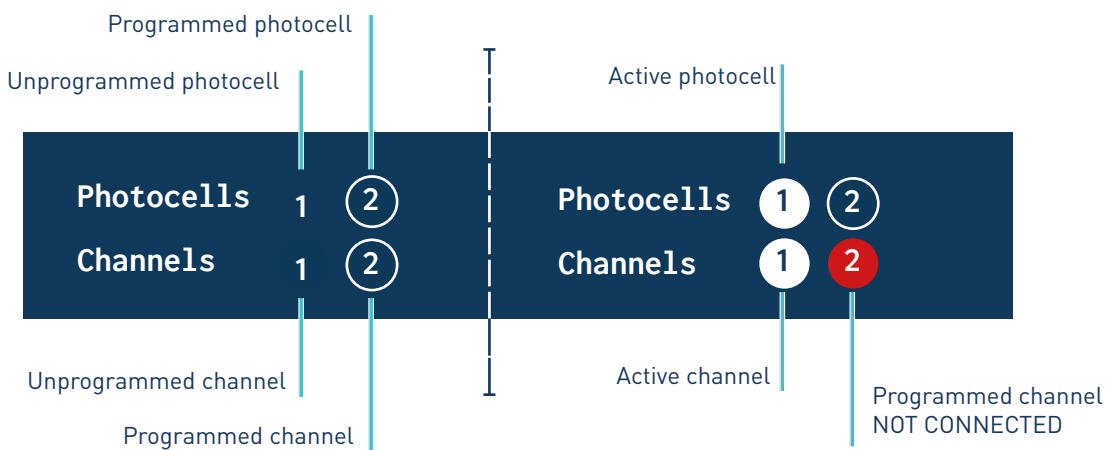 Programmed photocell
Unprogrammed photocell
Active photocell
Photocells 1 2
Photocells 1 2
Channels 1 2
Channels 1 2
Unprogrammed channel
Active channel
Programmed channel
NOT CONNECTED
Programmed channel